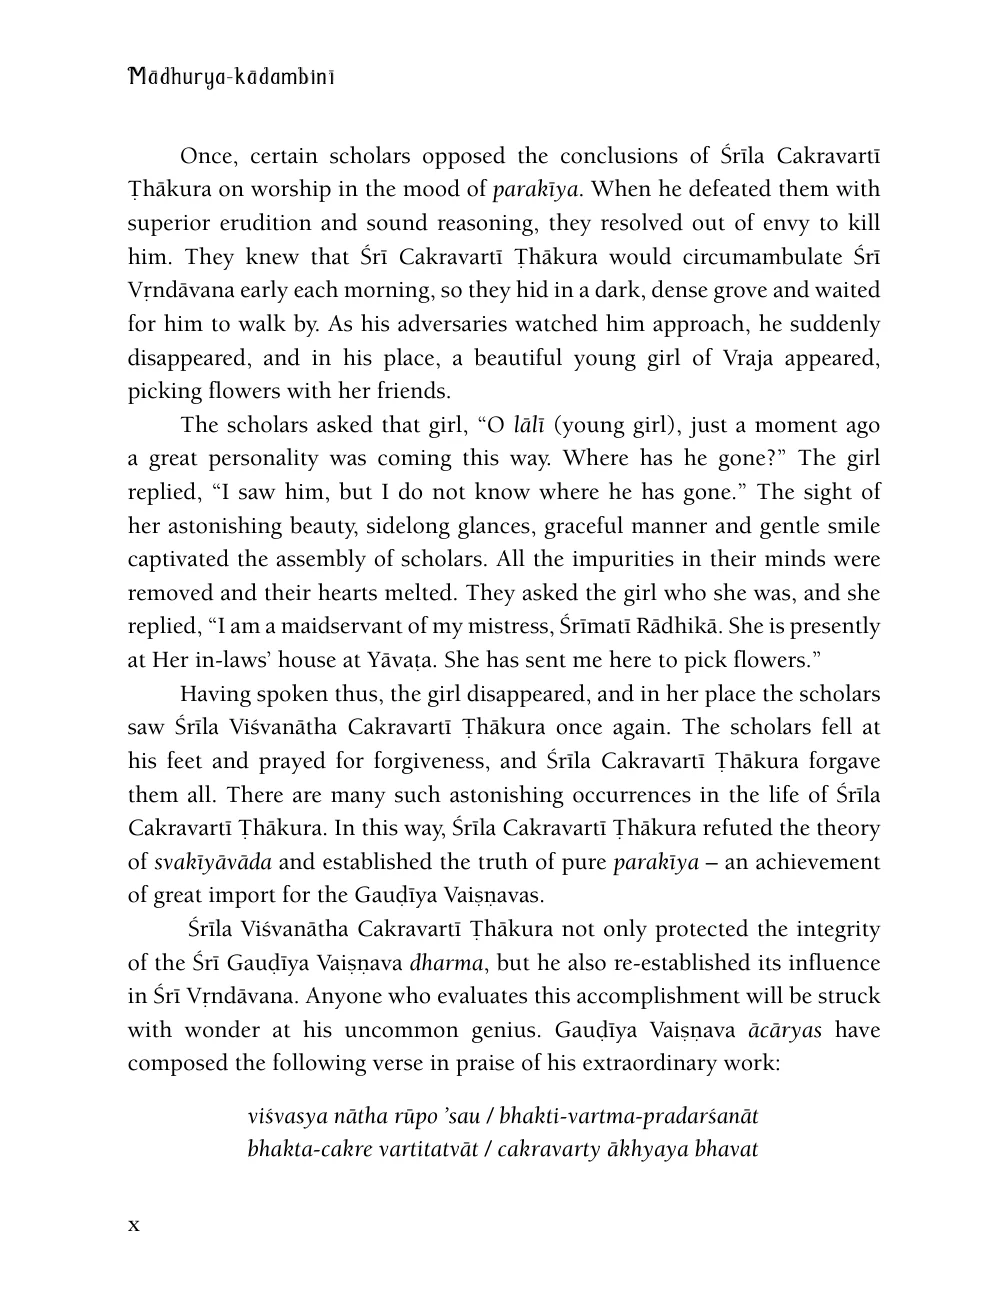 Mādhurya-kādambinī
Once, certain scholars opposed the conclusions of Śrīla Cakravartī
Ṭhākura on worship in the mood of parakīya. When he defeated them with
superior erudition and sound reasoning, they resolved out of envy to kill
him. They knew that Śrī Cakravartī Ṭhākura would circumambulate Śrī
Vṛndāvana early each morning, so they hid in a dark, dense grove and waited
for him to walk by. As his adversaries watched him approach, he suddenly
disappeared, and in his place, a beautiful young girl of Vraja appeared,
picking flowers with her friends.
The scholars asked that girl, “O lālī (young girl), just a moment ago
a great personality was coming this way. Where has he gone?” The girl
replied, “I saw him, but I do not know where he has gone.” The sight of
her astonishing beauty, sidelong glances, graceful manner and gentle smile
captivated the assembly of scholars. All the impurities in their minds were
removed and their hearts melted. They asked the girl who she was, and she
replied, “I am a maidservant of my mistress, Śrīmatī Rādhikā. She is presently
at Her in-laws’ house at Yāvaṭa. She has sent me here to pick flowers.”
Having spoken thus, the girl disappeared, and in her place the scholars
saw Śrīla Viśvanātha Cakravartī Ṭhākura once again. The scholars fell at
his feet and prayed for forgiveness, and Śrīla Cakravartī Ṭhākura forgave
them all. There are many such astonishing occurrences in the life of Śrīla
Cakravartī Ṭhākura. In this way, Śrīla Cakravartī Ṭhākura refuted the theory
of svakīyāvāda and established the truth of pure parakīya – an achievement
of great import for the Gauḍīya Vaiṣṇavas.
Śrīla Viśvanātha Cakravartī Ṭhākura not only protected the integrity
of the Śrī Gauḍīya Vaiṣṇava dharma, but he also re-established its influence
in Śrī Vṛndāvana. Anyone who evaluates this accomplishment will be struck
with wonder at his uncommon genius. Gauḍīya Vaiṣṇava ācāryas have
composed the following verse in praise of his extraordinary work:
viśvasya nātha rūpo ’sau / bhakti-vartma-pradarśanāt
bhakta-cakre vartitatvāt / cakravarty ākhyaya bhavat
x